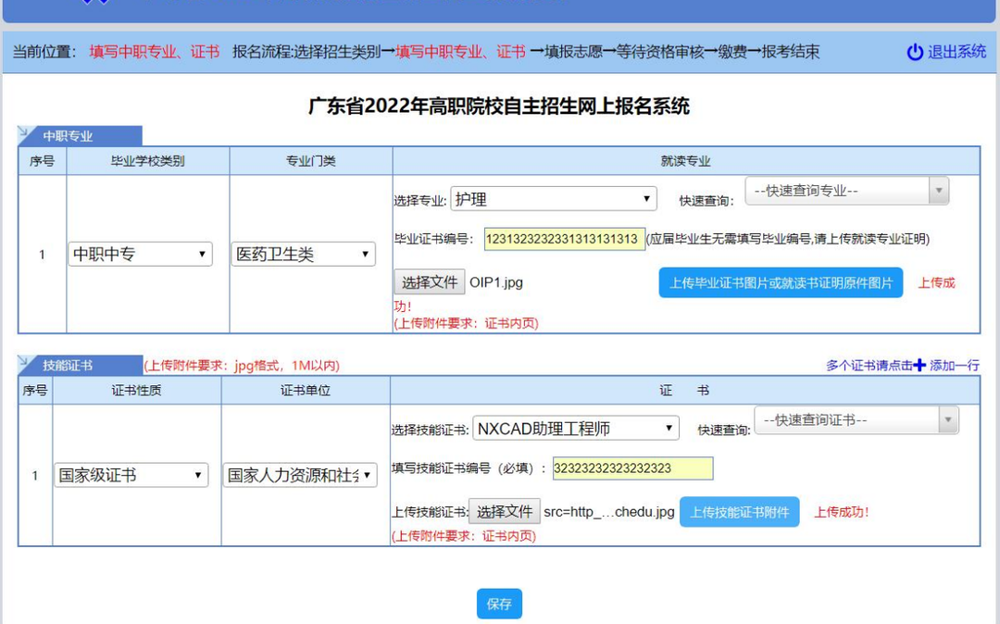 当前位置： 填写中职专业、证书 报名流程:选择招生类别→填写中职专业、证书 →填报志愿→等待资格审核→缴费→报考结束 退出系统
广东省2022年高职院校自主招生网上报名系统
中职专业
序号 毕业学校类别 专业门类 就读专业
选择专业: 护理 快速查询： --快速查询专业--
毕业证书编号： 1231323232331313131313 (应届毕业生无需填写毕业编号,请上传就读专业证明)
1 中职中专 医药卫生类
选择文件 OIP1.jpg 上传毕业证书图片或就读书证明原件图片 上传成
功！
(上传附件要求：证书内页)
技能证书 (上传附件要求：jpg格式，1M以内) 多个证书请点击 添加一行
序号 证书性质 证书单位 证 书
选择技能证书: NXCAD助理工程师 快速查询: --快速查询证书--
填写技能证书编号（必填）： 32323232323232323
1 国家级证书 国家人力资源和社会
上传技能证书: 选择文件 src=http_...chedu.jpg 上传技能证书附件 上传成功！
(上传附件要求：证书内页)
保存